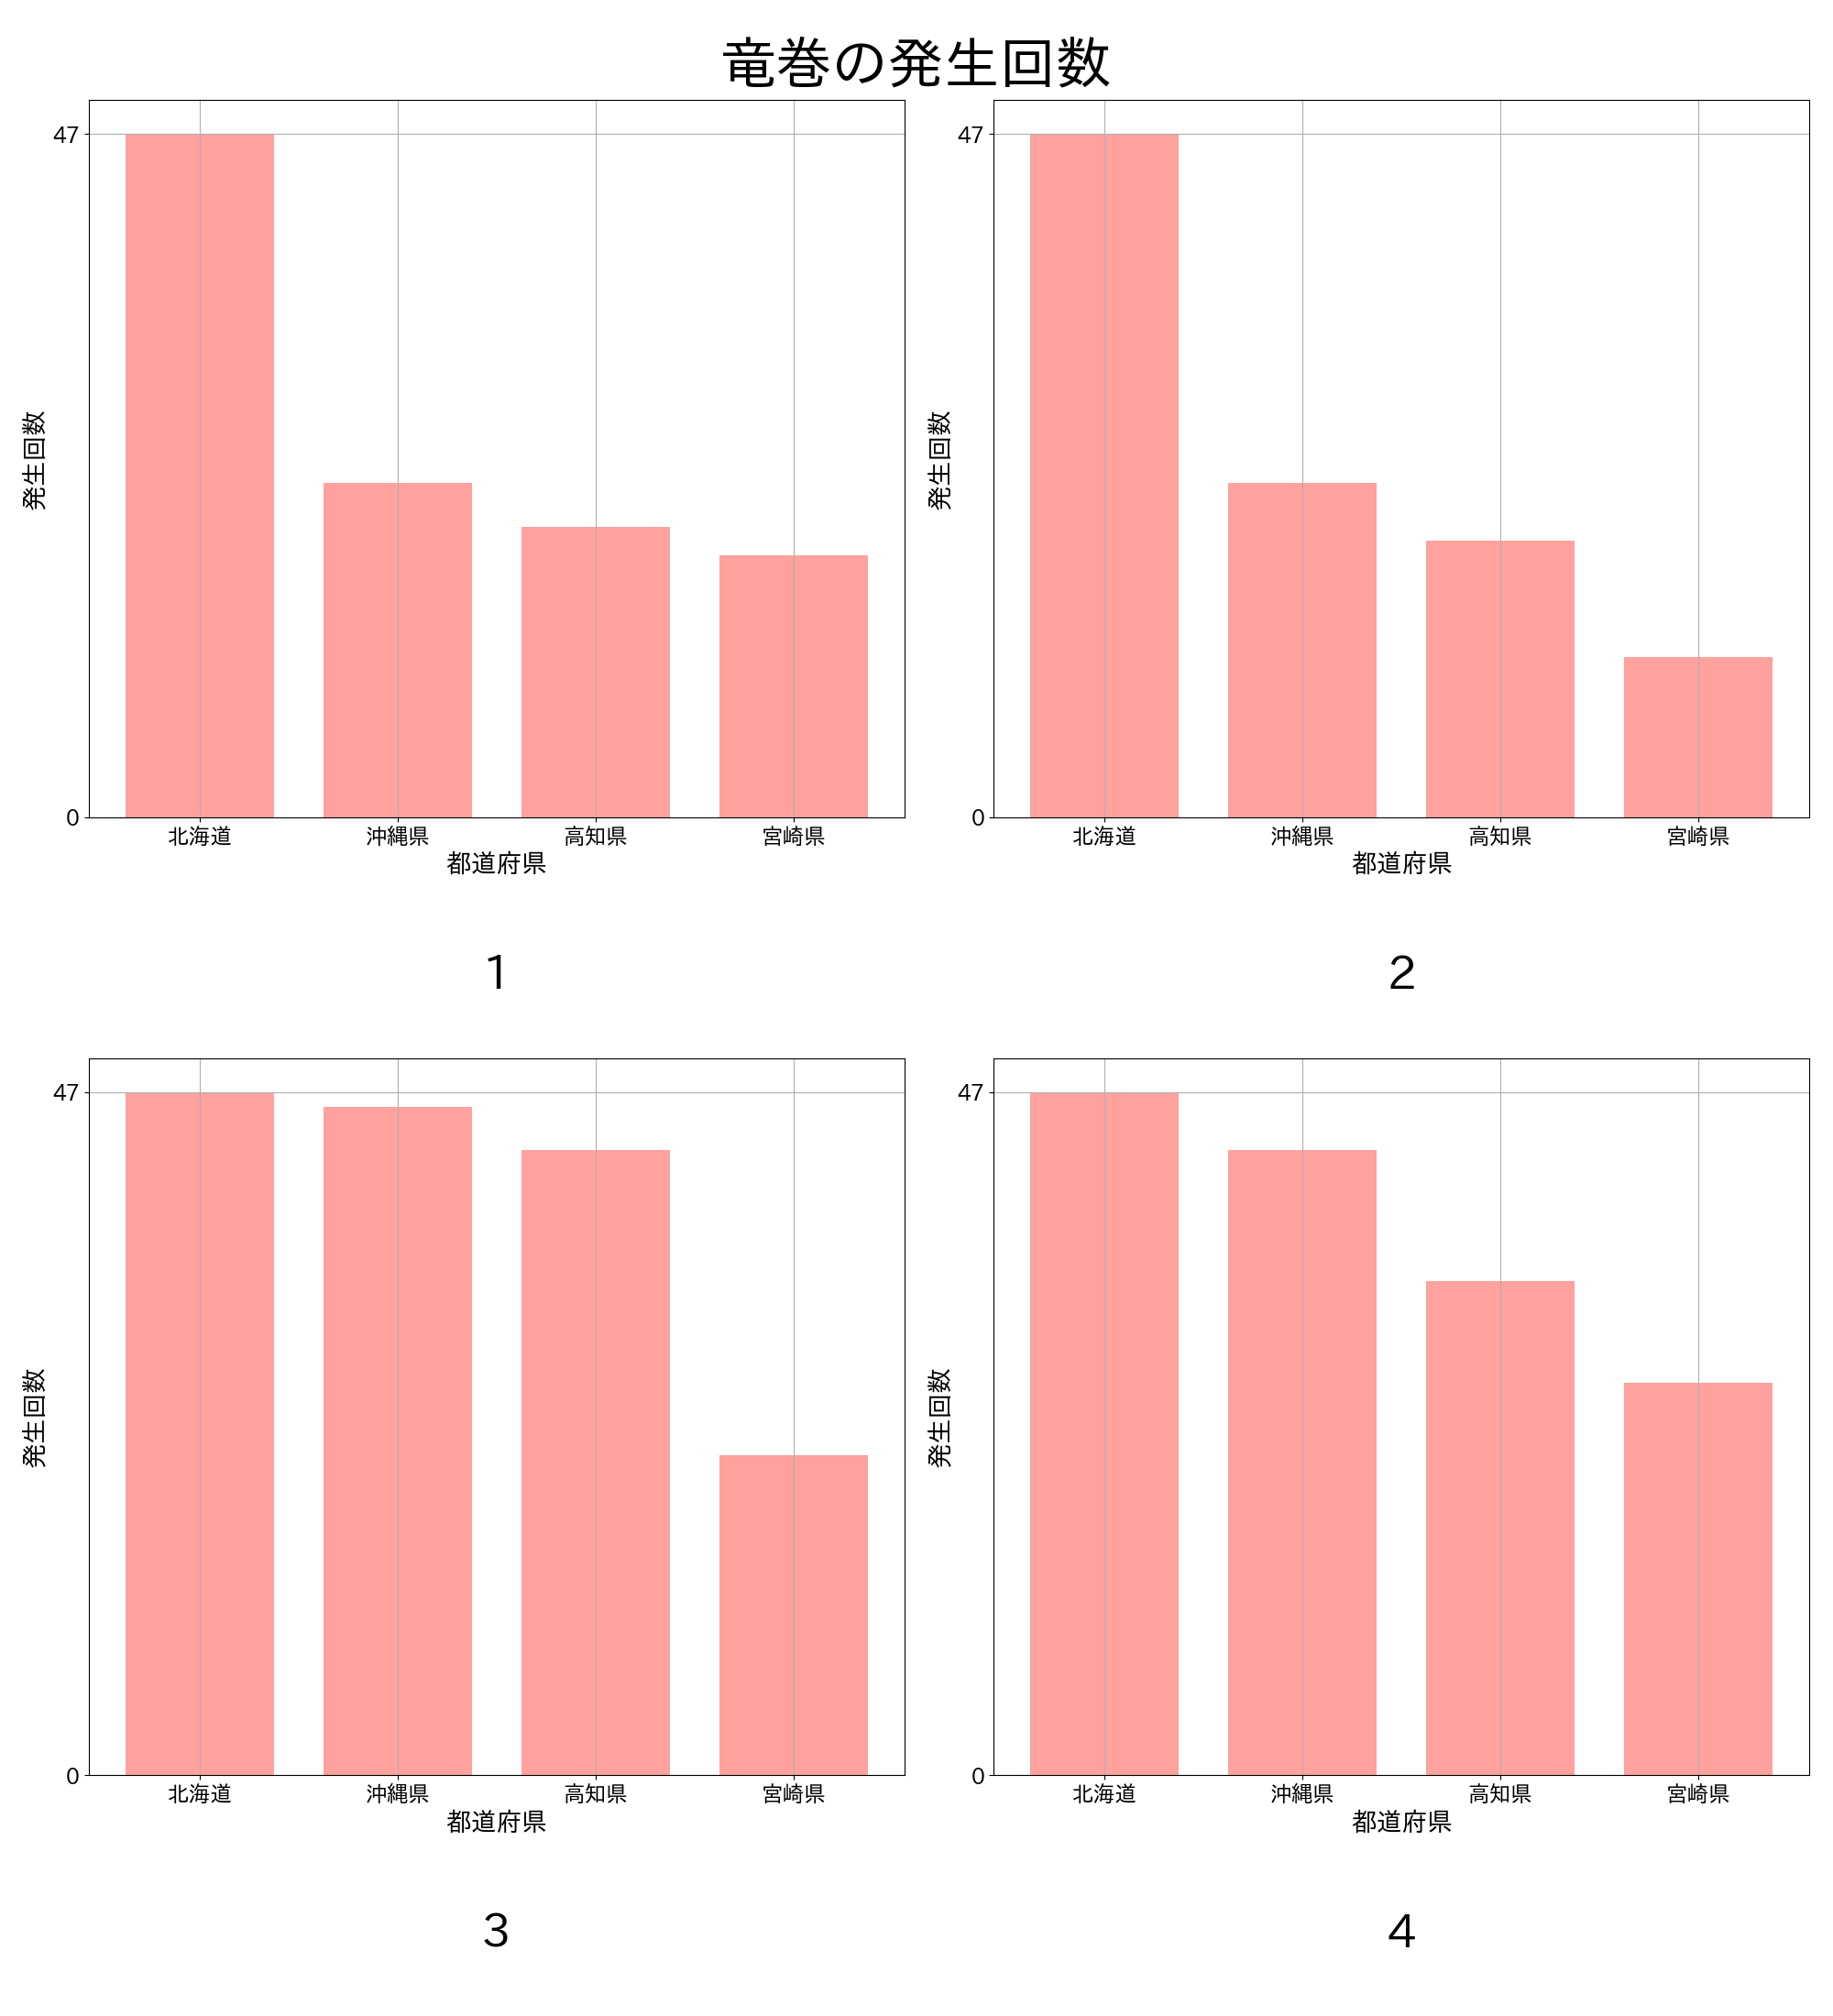 竜巻の発生回数
47
0
発生回数
北海道 沖縄県 高知県 宮崎県
都道府県
1
47
0
発生回数
北海道 沖縄県 高知県 宮崎県
都道府県
2
47
0
発生回数
北海道 沖縄県 高知県 宮崎県
都道府県
3
47
0
発生回数
北海道 沖縄県 高知県 宮崎県
都道府県
4